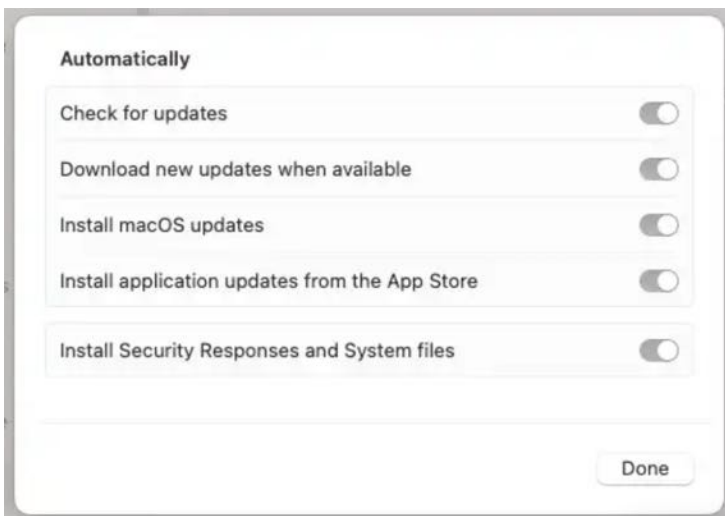 Automatically
Check for updates
Download new updates when available
Install macOS updates
Install application updates from the App Store
Install Security Responses and System files
Done